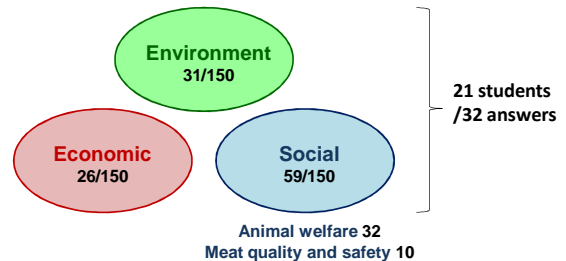 Environment
31/150
Economic
26/150
Social
59/150
Animal welfare 32
Meat quality and safety 10
21 students
/32 answers